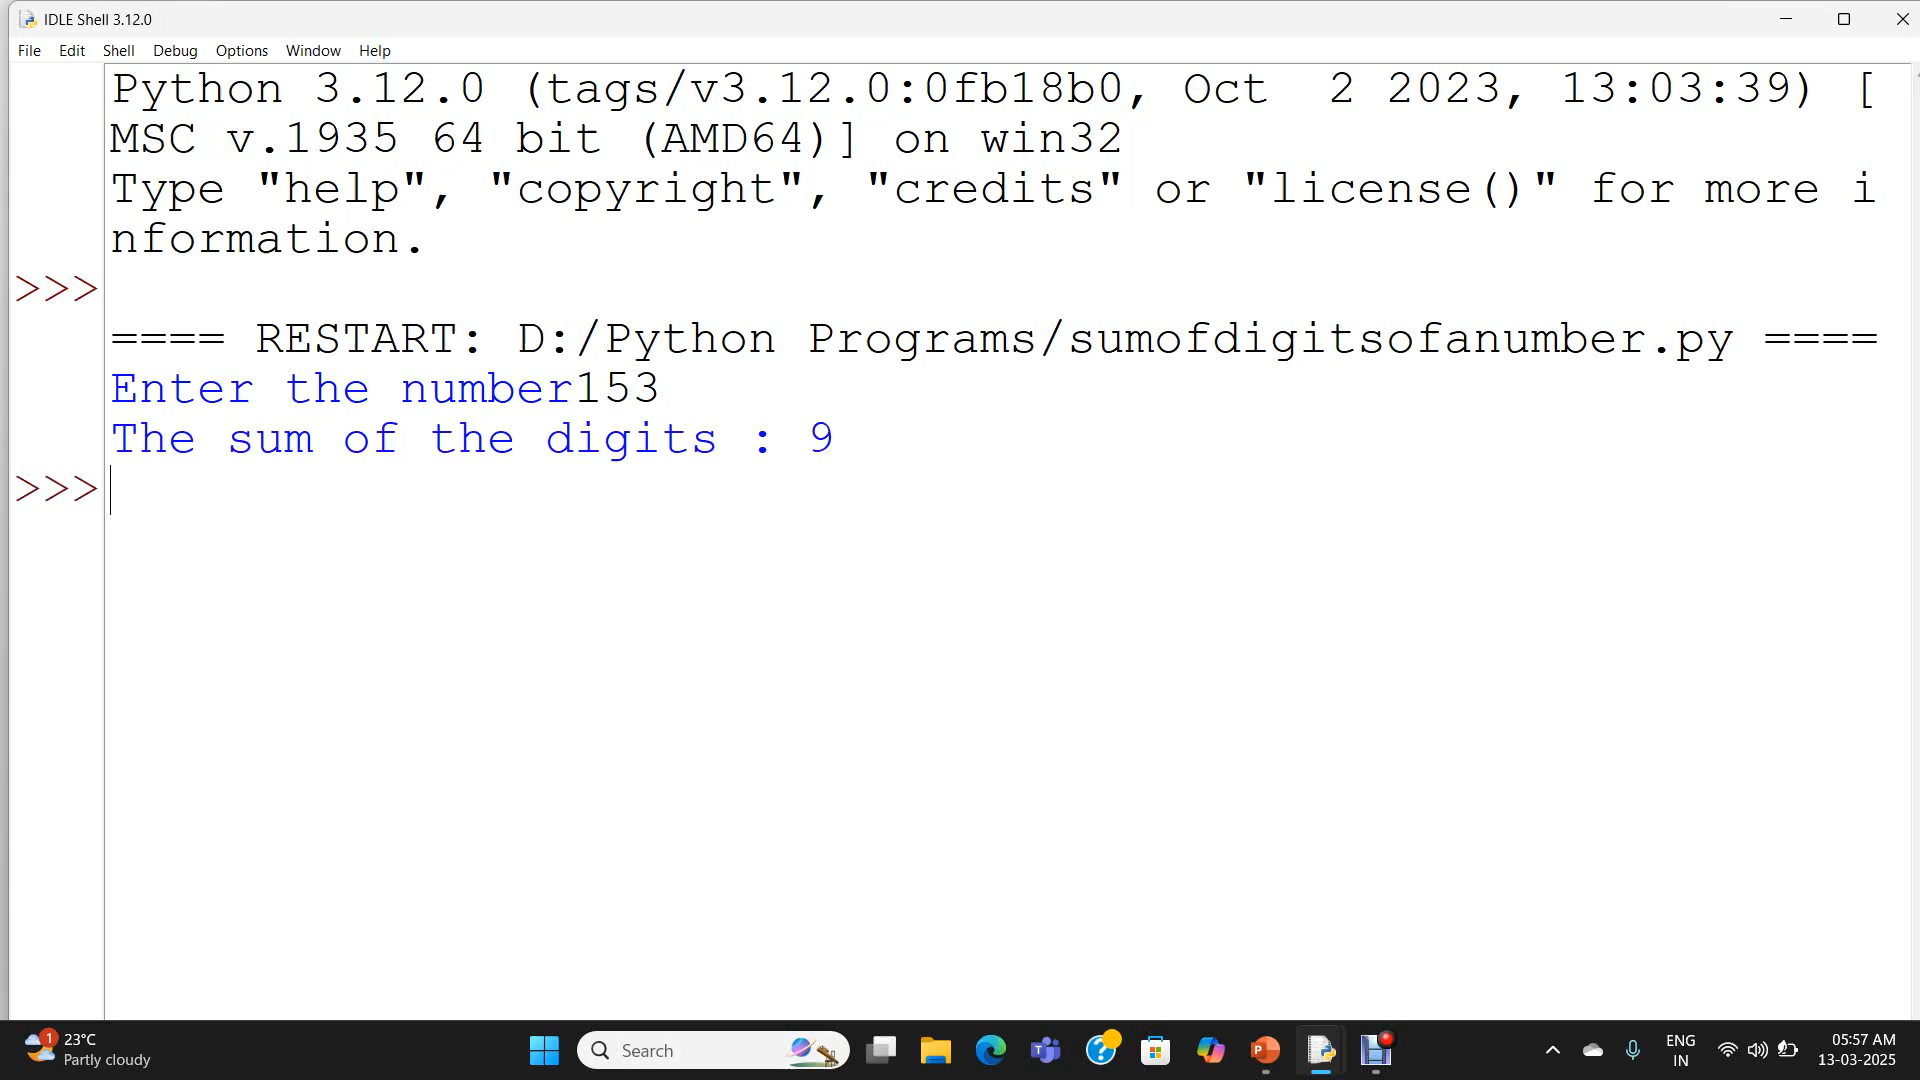 IDLE Shell 3.12.0
File Edit Shell Debug Options Window Help
Python 3.12.0 (tags/v3.12.0:0fb18b0, Oct  2 2023, 13:03:39) [
MSC v.1935 64 bit (AMD64)] on win32
Type "help", "copyright", "credits" or "license()" for more i
nformation.
>>>
==== RESTART: D:/Python Programs/sumofdigitsofanumber.py ====
Enter the number153
The sum of the digits : 9
>>>
1 23°C
Partly cloudy
Search
ENG
IN
05:57 AM
13-03-2025